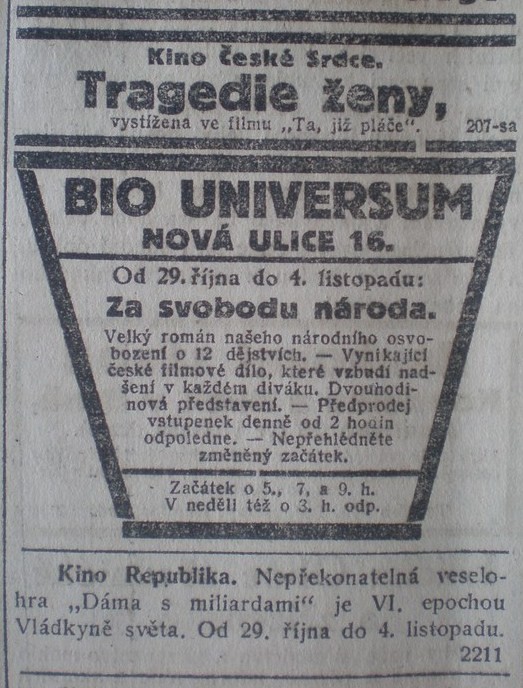 Kino České Srdce.
Tragedie ženy,
vystižena ve filmu „Ta, již pláče“. 207-sa
BIO UNIVERSUM
NOVÁ ULICE 16.
Od 29. října do 4. listopadu:
Za svobodu národa.
Velký román našeho národního osvo-
bození o 12 dějstvích. — Vynikající
české filmové dílo, které vzbudí nad-
šení v každém diváku. Dvouhodi-
nová představení. — Předprodej
vstupenek denně od 2 hodin
odpoledne. — Nepřehlédněte
změněný začátek.
Začátek o 5., 7, a 9. h.
V neděli též o 3. h. odp.
Kino Republika. Nepřekonatelná veselo-
hra „Dáma s miliardami“ je VI. epochou
Vládkyně světa. Od 29. října do 4. listopadu.
2211